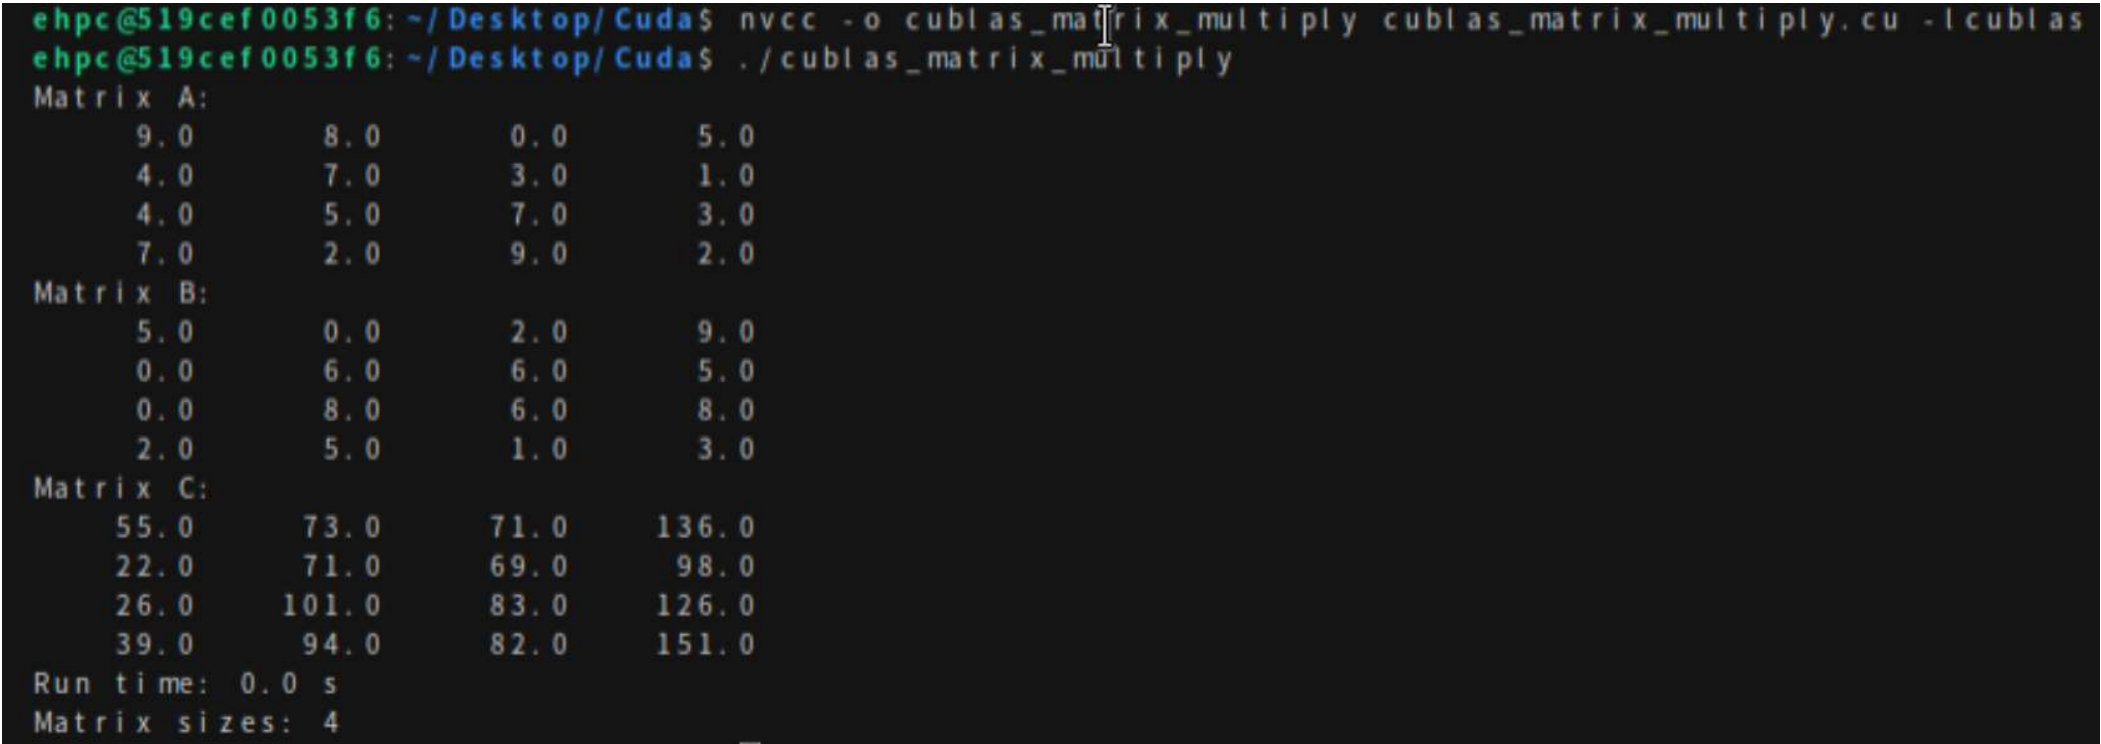 ehpc@519cef0053f6:~/Desktop/Cuda$ nvcc -o cublas_matrix_multiply cublas_matrix_multiply.cu -lcublas
ehpc@519cef0053f6:~/Desktop/Cuda$ ./cublas_matrix_multiply
Matrix A:
9.0 8.0 0.0 5.0
4.0 7.0 3.0 1.0
4.0 5.0 7.0 3.0
7.0 2.0 9.0 2.0
Matrix B:
5.0 0.0 2.0 9.0
0.0 6.0 6.0 5.0
0.0 8.0 6.0 8.0
2.0 5.0 1.0 3.0
Matrix C:
55.0 73.0 71.0 136.0
22.0 71.0 69.0 98.0
26.0 101.0 83.0 126.0
39.0 94.0 82.0 151.0
Run time: 0.0 s
Matrix sizes: 4